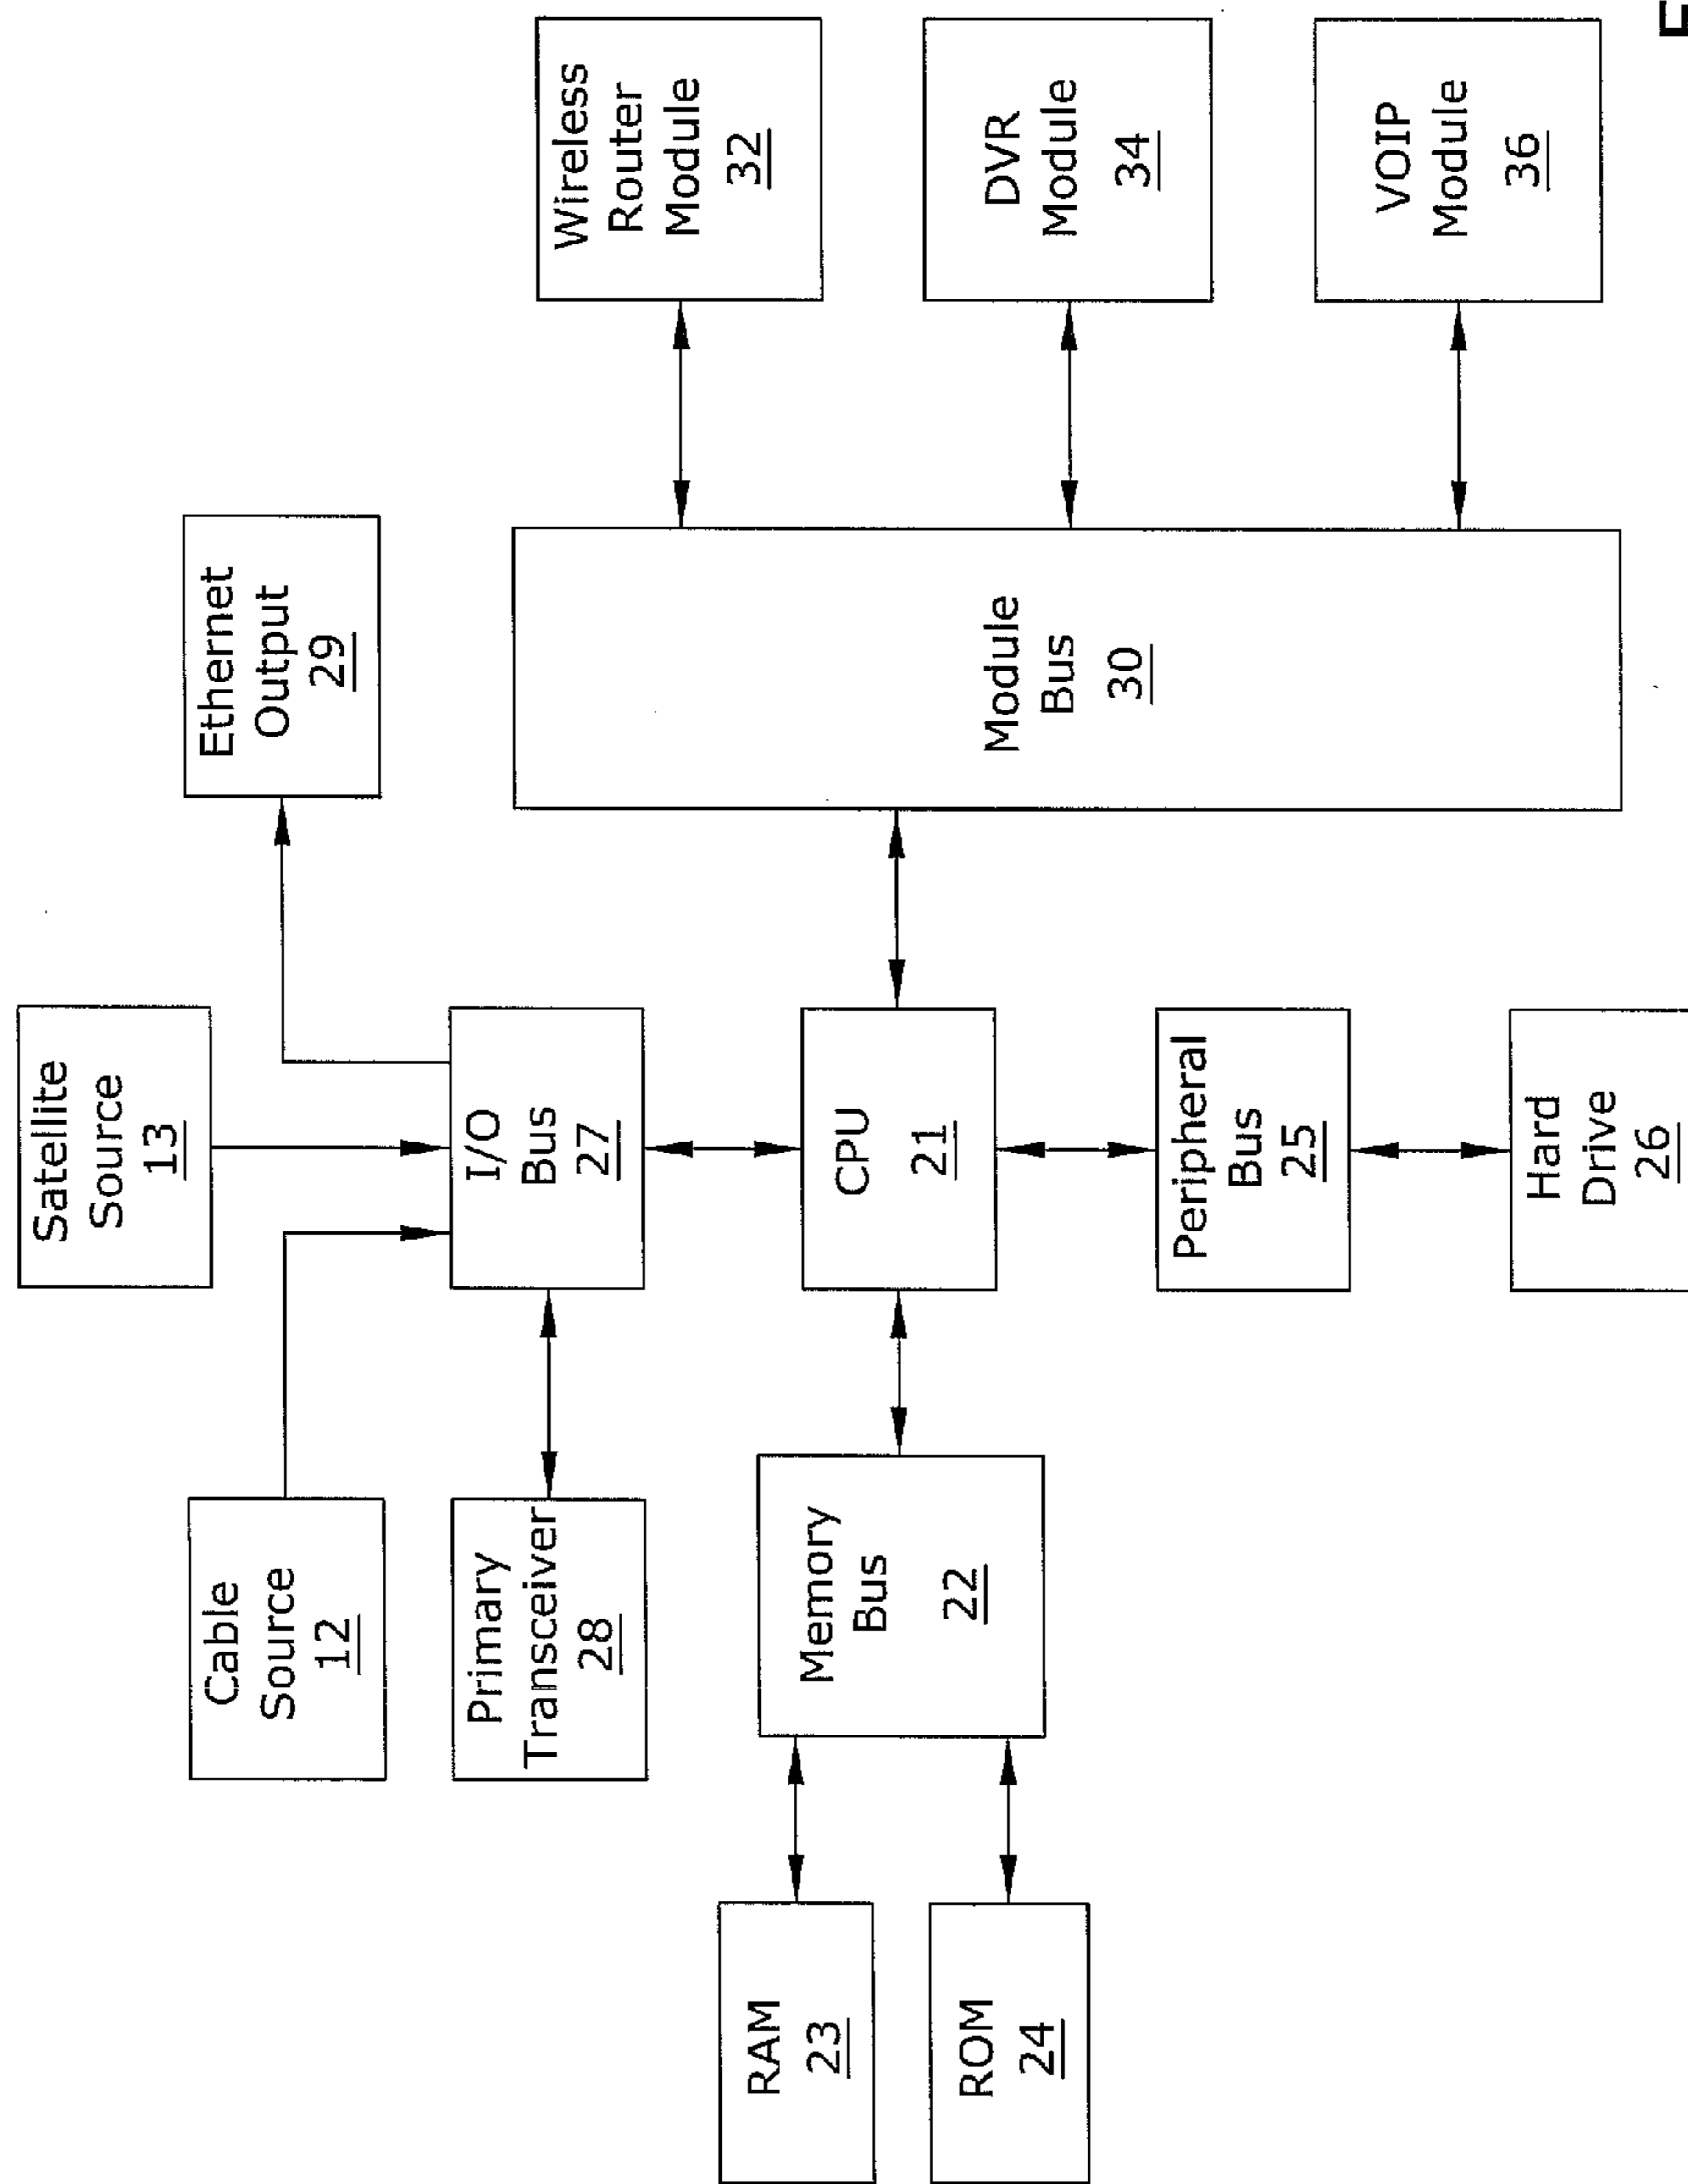 Satellite
Source
13
Cable
Source
12
Ethernet
Output
29
Primary
Transceiver
28
I/O
Bus
27
Wireless
Router
Module
32
RAM
23
ROM
24
Memory
Bus
22
CPU
21
Module
Bus
30
DVR
Module
34
Peripheral
Bus
25
VOIP
Module
36
Hard
Drive
26